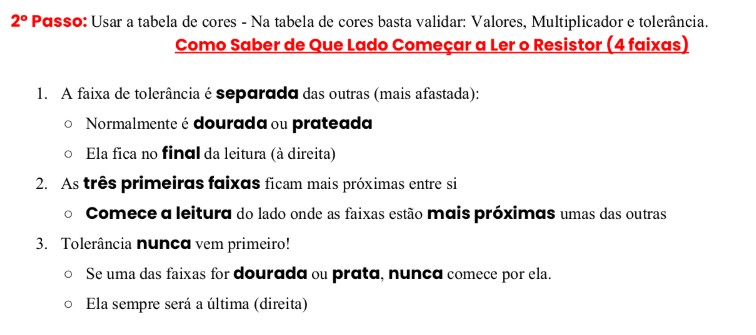 2º Passo: Usar a tabela de cores - Na tabela de cores basta validar: Valores, Multiplicador e tolerância.
Como Saber de Que Lado Começar a Ler o Resistor (4 faixas)
1. A faixa de tolerância é separada das outras (mais afastada):
○ Normalmente é dourada ou prateada
○ Ela fica no final da leitura (à direita)
2. As três primeiras faixas ficam mais próximas entre si
○ Comece a leitura do lado onde as faixas estão mais próximas umas das outras
3. Tolerância nunca vem primeiro!
○ Se uma das faixas for dourada ou prata, nunca comece por ela.
○ Ela sempre será a última (direita)